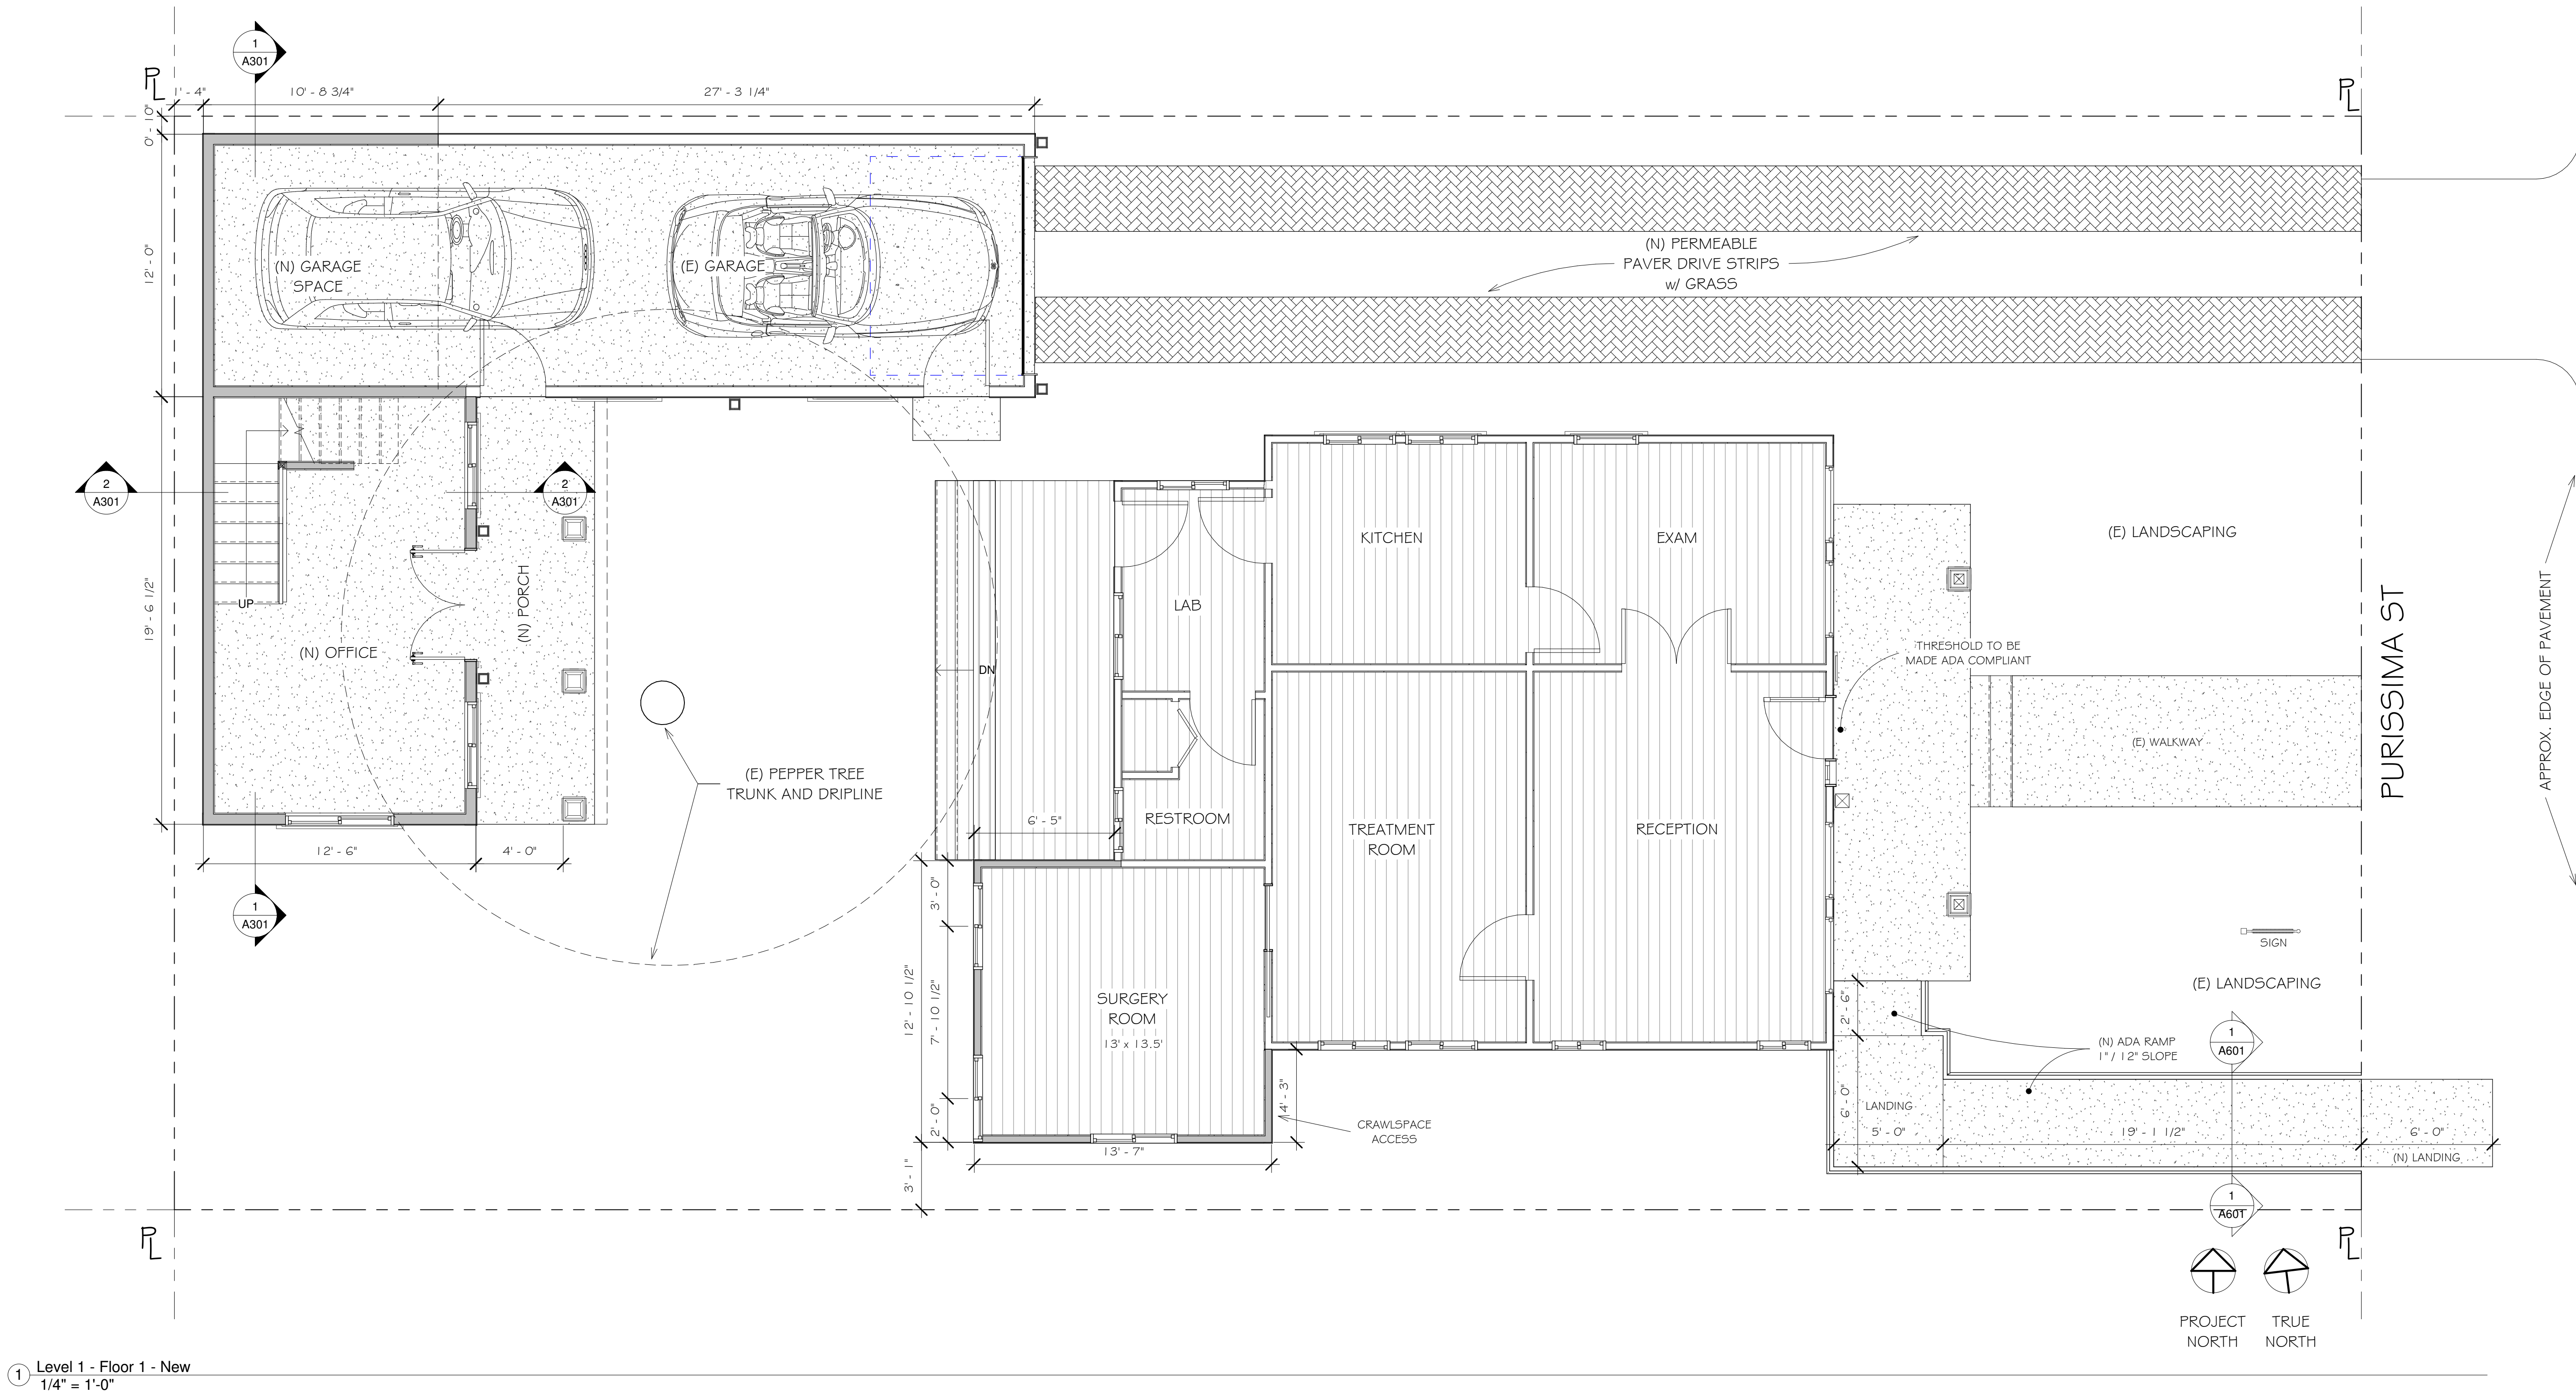 1
A301
PL
PL
1' - 4"
10' - 8 3/4"
27' - 3 1/4"
0' - 10"
12' - 0"
19' - 6 1/2"
(N) GARAGE
SPACE
(E) GARAGE
(N) PERMEABLE
PAVER DRIVE STRIPS
w/ GRASS
2
A301
2
A301
UP
(N) OFFICE
(N) PORCH
12' - 6"
4' - 0"
1
A301
(E) PEPPER TREE
TRUNK AND DRIPLINE
DN
6' - 5"
LAB
RESTROOM
KITCHEN
EXAM
TREATMENT
ROOM
RECEPTION
SURGERY
ROOM
13' x 13.5'
3' - 0"
12' - 10 1/2"
7' - 10 1/2"
2' - 0"
3' - 1"
13' - 7"
4' - 3"
CRAWLSPACE
ACCESS
(E) LANDSCAPING
THRESHOLD TO BE
MADE ADA COMPLIANT
(E) WALKWAY
PURISSIMA ST
APPROX. EDGE OF PAVEMENT
SIGN
(E) LANDSCAPING
2' - 6"
6' - 0"
(N) ADA RAMP
1" / 12" SLOPE
1
A601
LANDING
5' - 0"
19' - 1 1/2"
6' - 0"
(N) LANDING
1
A601
PL
PL
PROJECT
NORTH
TRUE
NORTH
1
Level 1 - Floor 1 - New
1/4" = 1'-0"